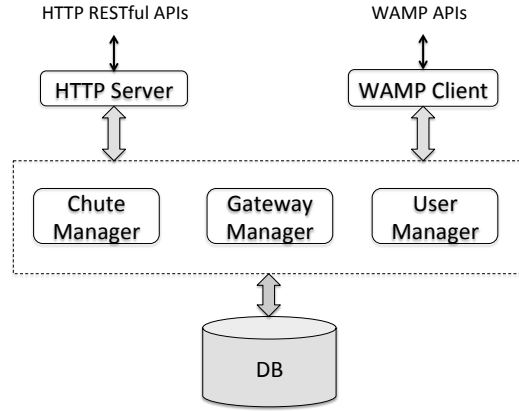 HTTP RESTful APIs
WAMP APIs
HTTP Server
WAMP Client
Chute
Manager
Gateway
Manager
User
Manager
DB